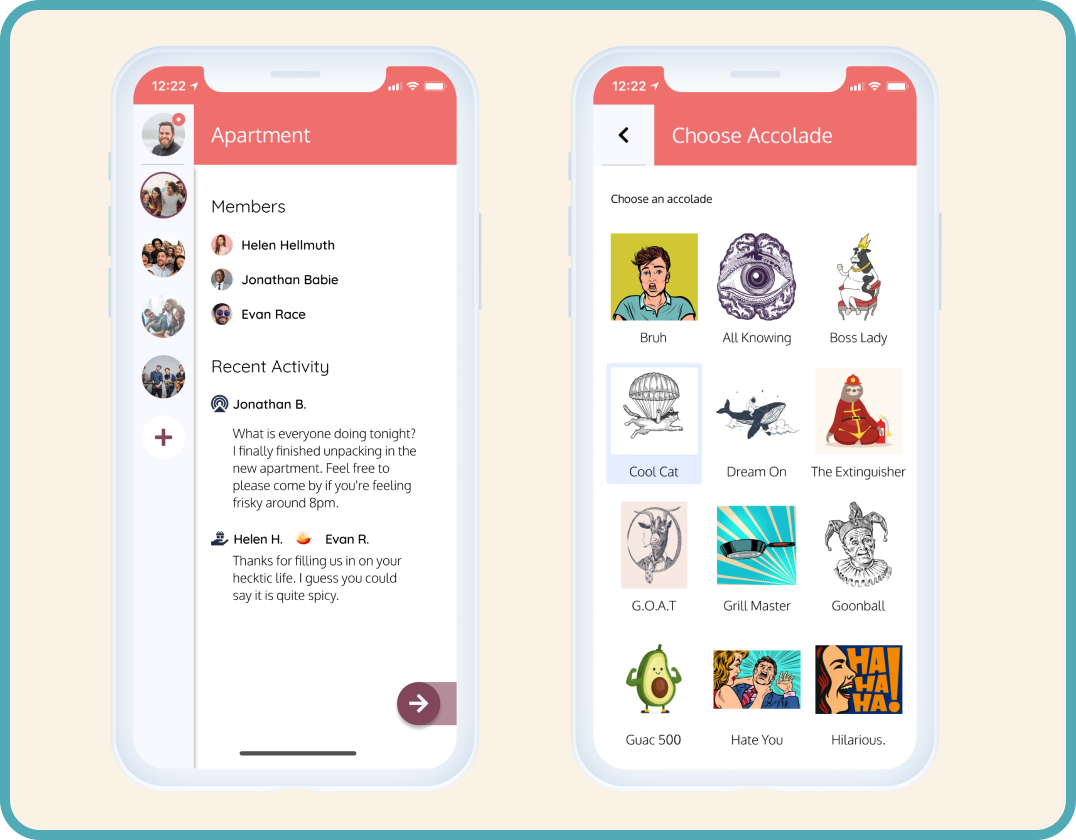 12:22
Apartment
Members
Helen Hellmuth
Jonathan Babie
Evan Race
Recent Activity
Jonathan B.
What is everyone doing tonight?
I finally finished unpacking in the
new apartment. Feel free to
please come by if you're feeling
frisky around 8pm.
Helen H. Evan R.
Thanks for filling us in on your
hecktic life. I guess you could
say it is quite spicy.
12:22
Choose Accolade
Choose an accolade
Bruh All Knowing Boss Lady
Cool Cat Dream On The Extinguisher
G.O.A.T Grill Master Goonball
HA
HA
HA!
Guac 500 Hate You Hilarious.